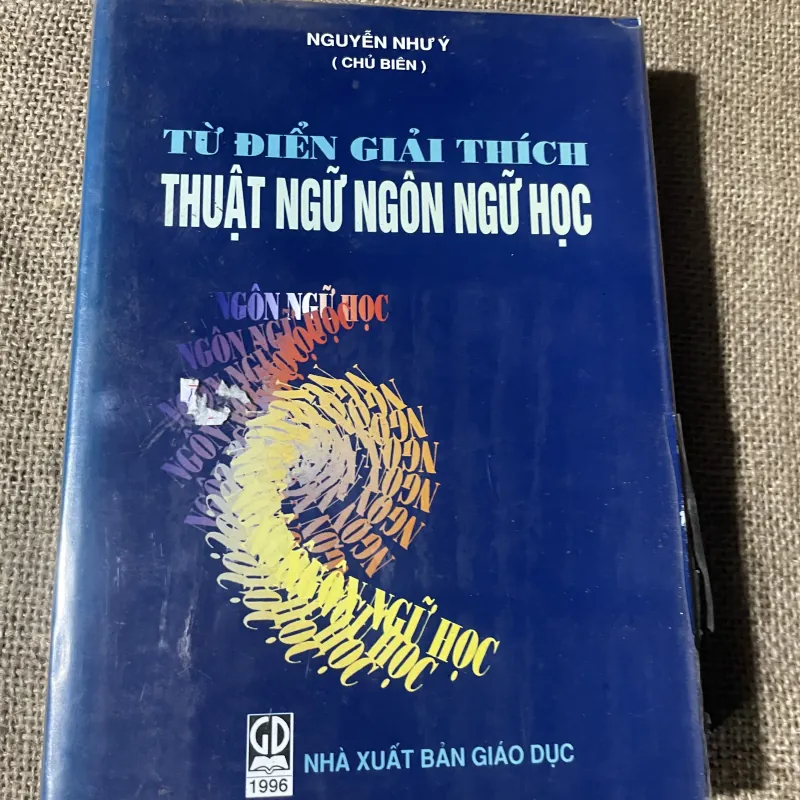 NGUYỄN NHƯ Ý
( CHỦ BIÊN )
TỪ ĐIỂN GIẢI THÍCH
THUẬT NGỮ NGÔN NGỮ HỌC
NGÔN NGỮ HỌC
NGÔN NGỮ HỌC
GD
1996
NHÀ XUẤT BẢN GIÁO DỤC